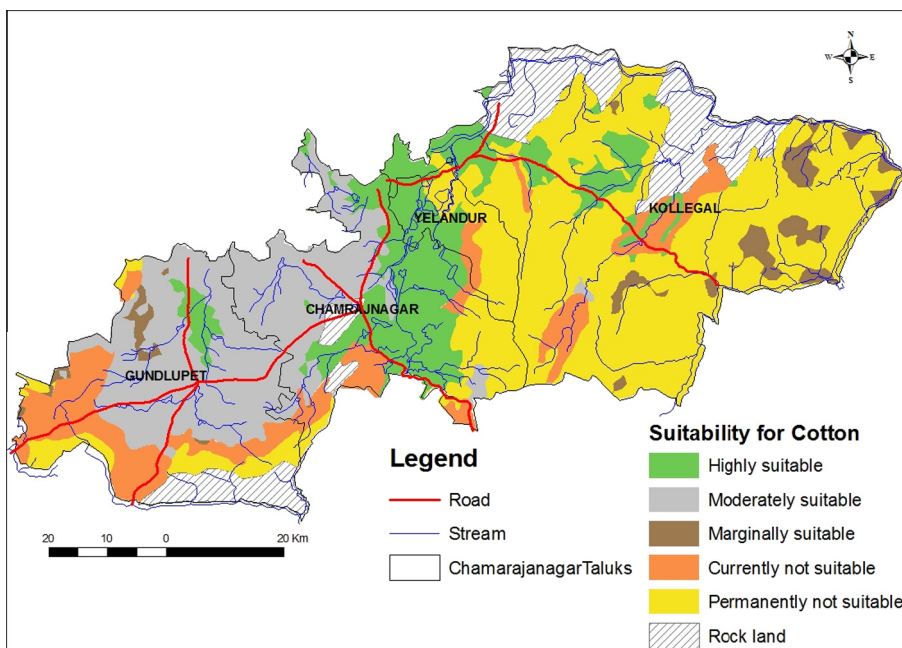 N
W E
S
YELANDUR
KOLLEGAL
CHAMRAJNAGAR
GUNDLUPET
Legend
Road
Stream
ChamarajanagarTaluks
20 10 0 20 Km
Suitability for Cotton
Highly suitable
Moderately suitable
Marginally suitable
Currently not suitable
Permanently not suitable
Rock land